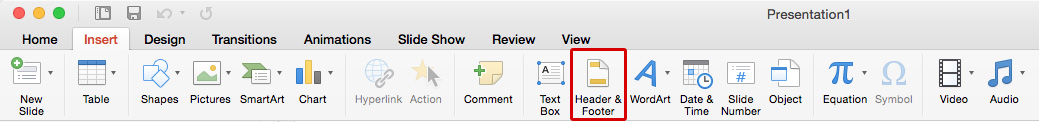 Presentation1
Home Insert Design Transitions Animations Slide Show Review View
New Slide Table Shapes Pictures SmartArt Chart Hyperlink Action Comment A Text Box Header & Footer A WordArt Date & Time # Slide Number Object π Equation Ω Symbol Video Audio